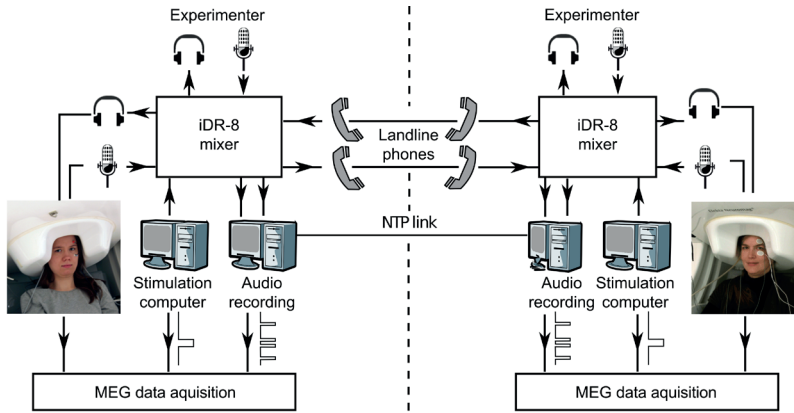 Experimenter
Experimenter
iDR-8
mixer
Landline
phones
iDR-8
mixer
NTP link
Stimulation
computer
Audio
recording
Audio
recording
Stimulation
computer
MEG data aquisition
MEG data aquisition